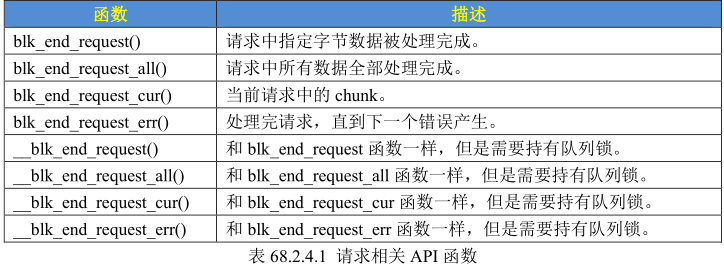 函数 描述
blk_end_request() 请求中指定字节数据被处理完成。
blk_end_request_all() 请求中所有数据全部处理完成。
blk_end_request_cur() 当前请求中的 chunk。
blk_end_request_err() 处理完请求，直到下一个错误产生。
__blk_end_request() 和 blk_end_request 函数一样，但是需要持有队列锁。
__blk_end_request_all() 和 blk_end_request_all 函数一样，但是需要持有队列锁。
__blk_end_request_cur() 和 blk_end_request_cur 函数一样，但是需要持有队列锁。
__blk_end_request_err() 和 blk_end_request_err 函数一样，但是需要持有队列锁。
表 68.2.4.1 请求相关 API 函数